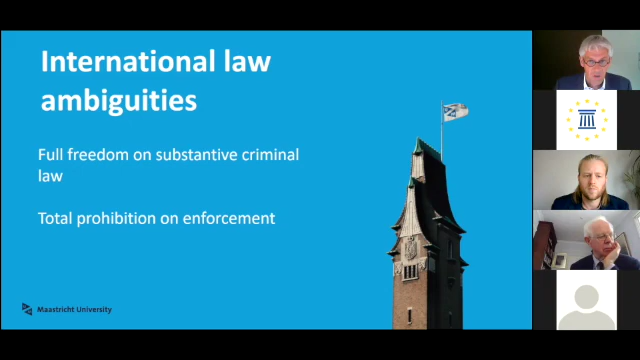 International law
ambiguities
Full freedom on substantive criminal
law
Total prohibition on enforcement
Maastricht University